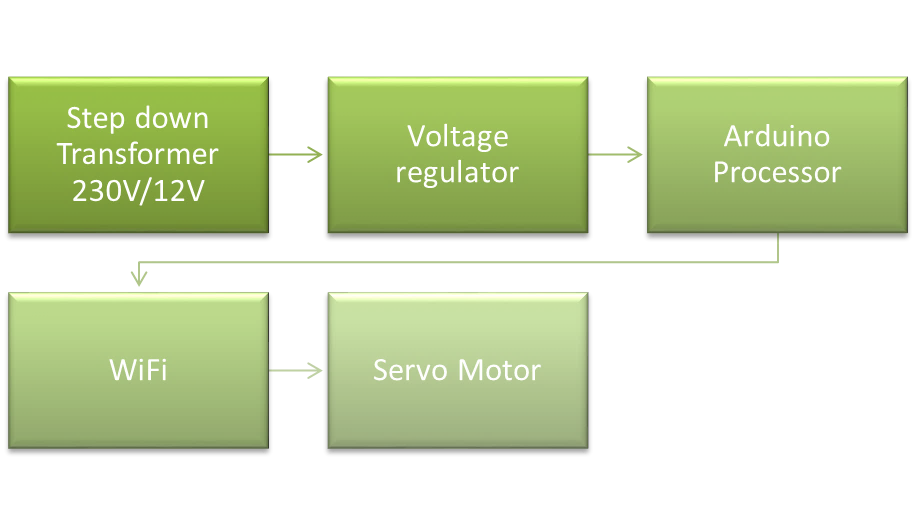 Step down
Transformer
230V/12V
Voltage
regulator
Arduino
Processor
WiFi
Servo Motor